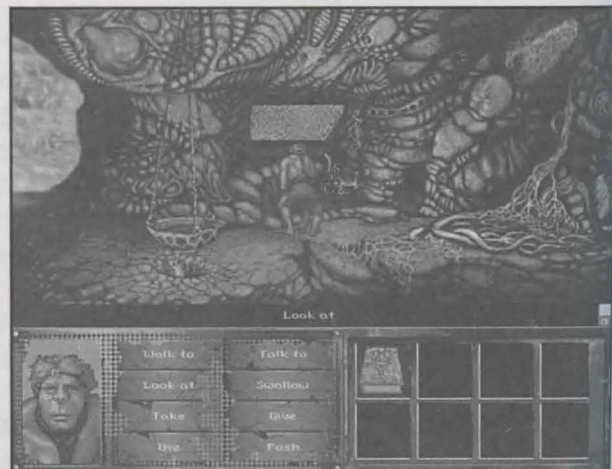 Look at
Walk to Talk to
Look at Swallow
Take Give
Use Push